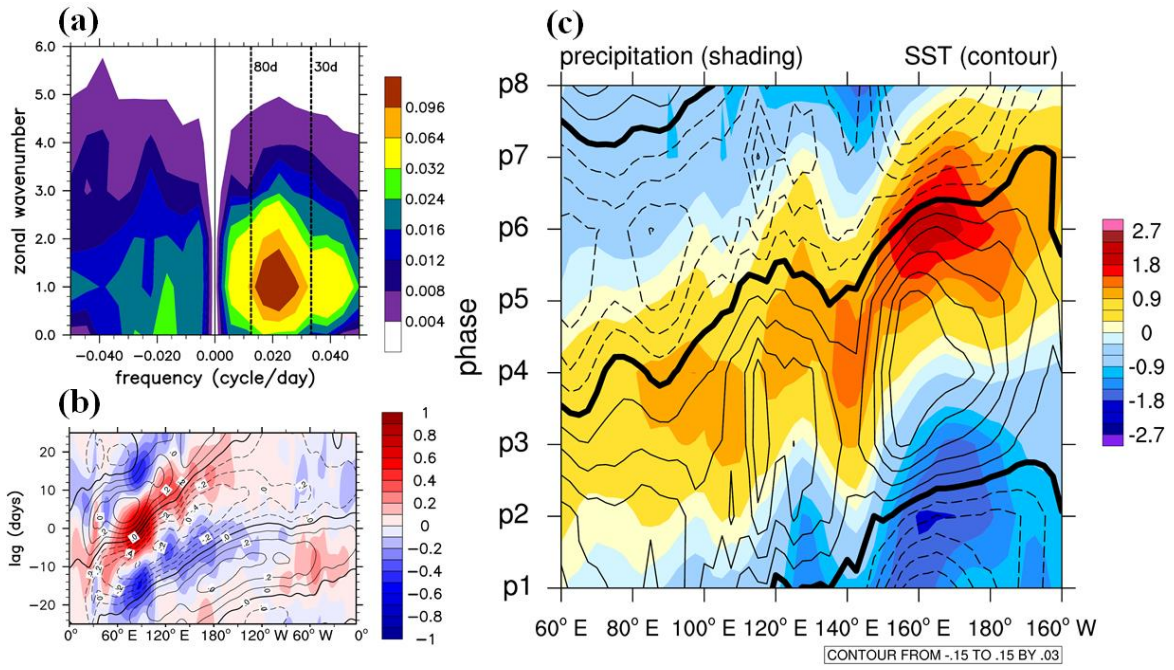 (a)
6.0
5.0
4.0
3.0
2.0
1.0
0.0
zonal wavenumber
80d
30d
-0.040 -0.020 0.000 0.020 0.040
frequency (cycle/day)
0.096
0.064
0.032
0.024
0.016
0.012
0.008
0.004
(b)
20
10
0
-10
-20
lag (days)
0° 60° E 120° E 180° 120° W 60° W 0°
1
0.8
0.6
0.4
0.2
0
-0.2
-0.4
-0.6
-0.8
-1
(c)
precipitation (shading) SST (contour)
p8
p7
p6
p5
p4
p3
p2
p1
phase
60° E 80° E 100° E 120° E 140° E 160° E 180° 160° W
CONTOUR FROM -.15 TO .15 BY .03
2.7
1.8
0.9
0
-0.9
-1.8
-2.7